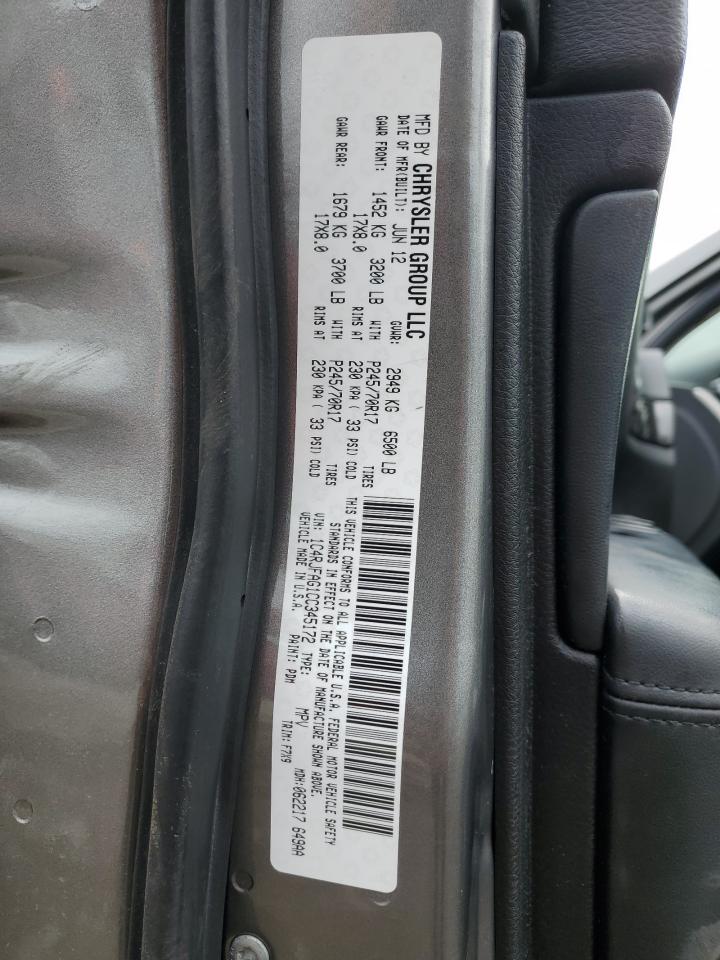 MFD BY CHRYSLER GROUP LLC
DATE OF MFR(BUILT): JUN 12 GVWR: 2949 KG 6500 LB
GAWR FRONT: 1452 KG 3200 LB WITH P245/70R17 TIRES
17X8.0 RIMS AT 230 KPA ( 33 PSI) COLD
GAWR REAR: 1679 KG 3700 LB WITH P245/70R17 TIRES
17X8.0 RIMS AT 230 KPA ( 33 PSI) COLD
THIS VEHICLE CONFORMS TO ALL APPLICABLE U.S.A. FEDERAL MOTOR VEHICLE SAFETY
STANDARDS IN EFFECT ON THE DATE OF MANUFACTURE SHOWN ABOVE.
VIN: 1C4RJFAG1CC345172 TYPE: MPV MDH:062217 649AA
VEHICLE MADE IN U.S.A. PAINT: PDM TRIM: F7X9